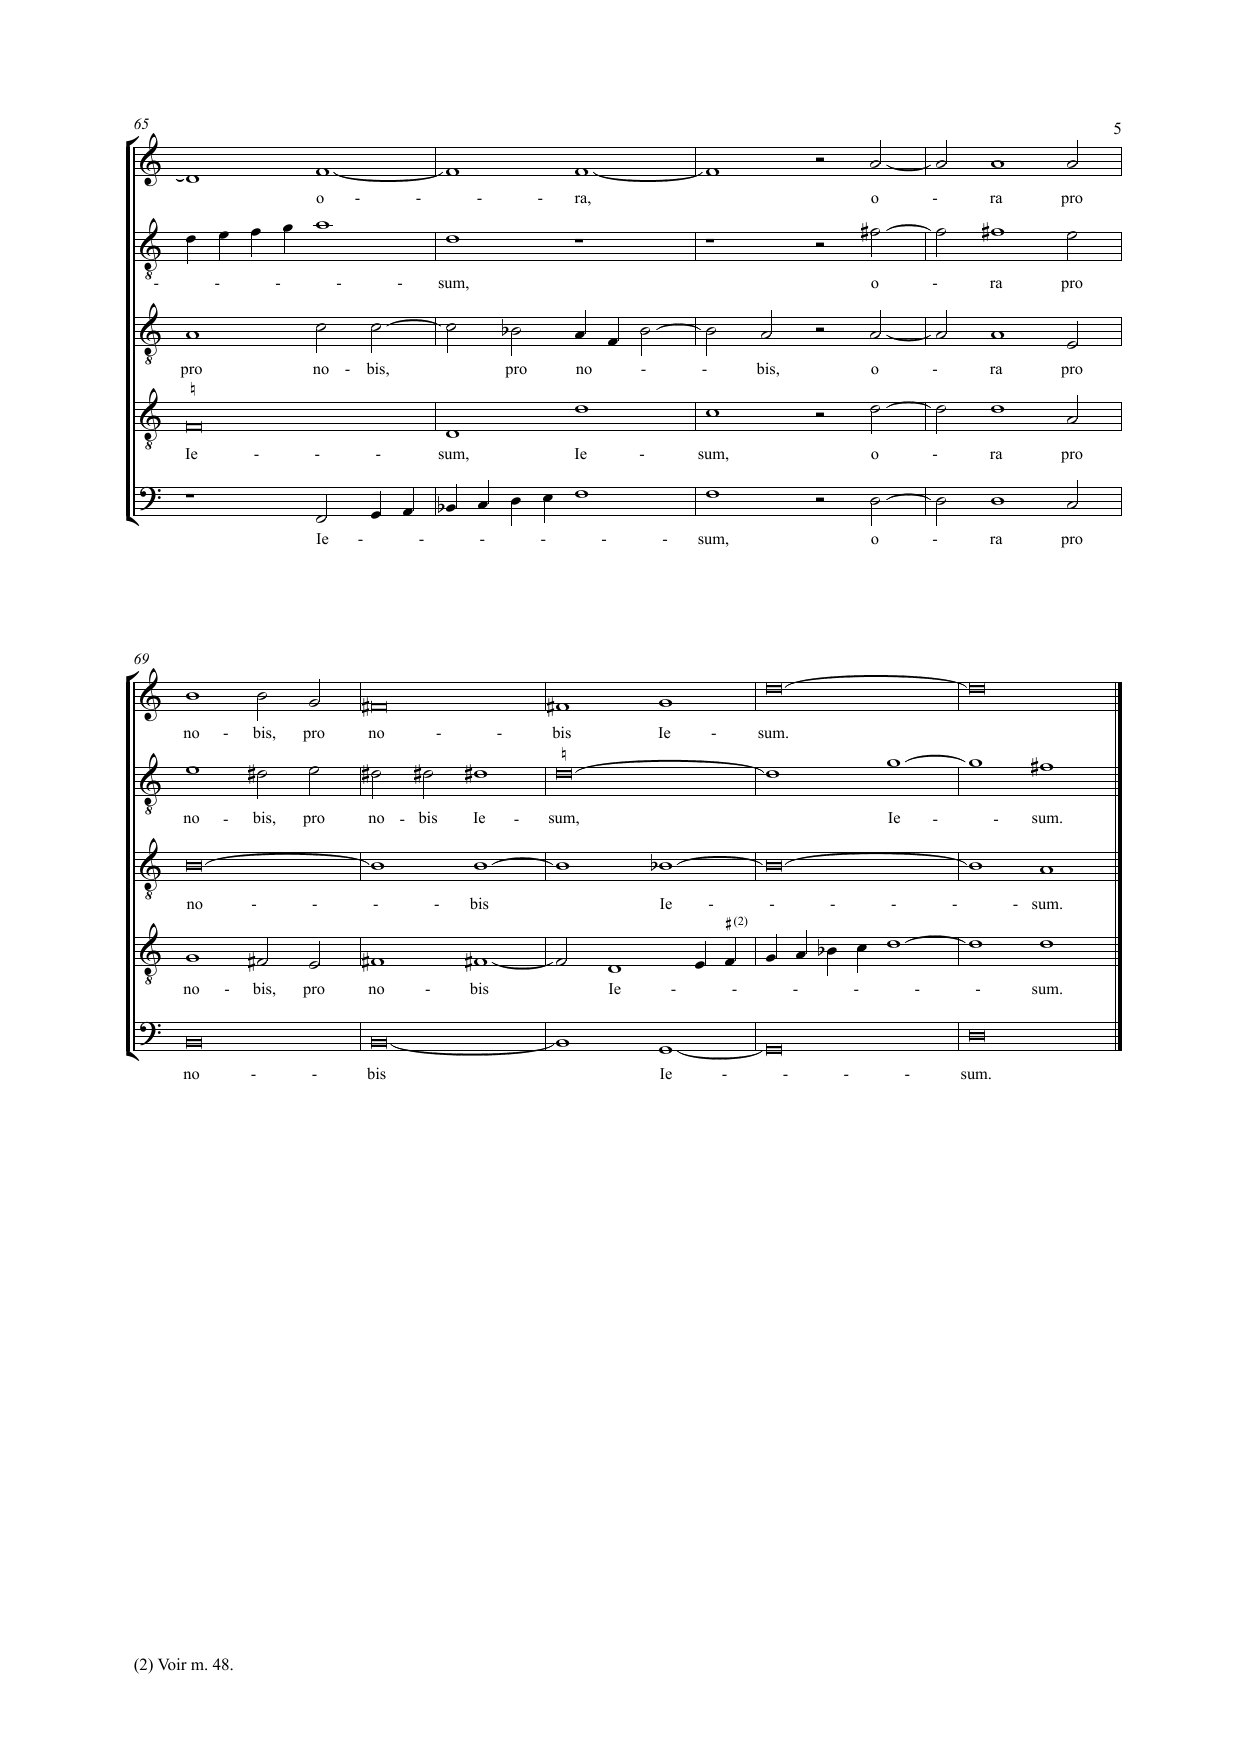 65
5
o - - - - ra, o - ra pro
- - - - - sum, o - ra pro
pro no - bis, pro no - - bis, o - ra pro
Ie - - - sum, Ie - sum, o - ra pro
Ie - - - - - - sum, o - ra pro
69
no - bis, pro no - - bis Ie - sum.
no - bis, pro no - bis Ie - sum, Ie - - sum.
no - - - - bis Ie - - - - - - sum.
(2)
no - bis, pro no - bis Ie - - - - - - sum.
no - - bis Ie - - - - sum.
(2) Voir m. 48.